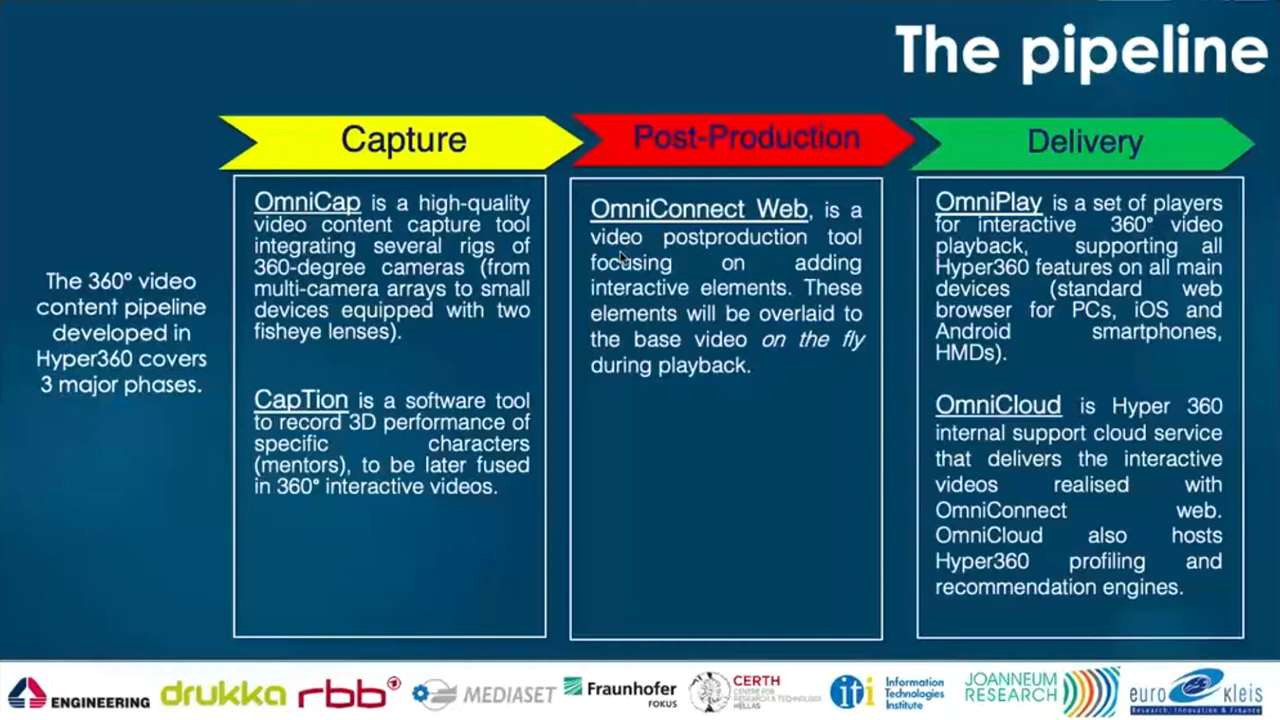 The pipeline
Capture
Post-Production
Delivery
The 360° video
content pipeline
developed in
Hyper360 covers
3 major phases.
OmniCap is a high-quality
video content capture tool
integrating several rigs of
360-degree cameras (from
multi-camera arrays to small
devices equipped with two
fisheye lenses).
CapTion is a software tool
to record 3D performance of
specific characters
(mentors), to be later fused
in 360° interactive videos.
OmniConnect Web, is a
video postproduction tool
focusing on adding
interactive elements. These
elements will be overlaid to
the base video on the fly
during playback.
OmniPlay is a set of players
for interactive 360° video
playback, supporting all
Hyper360 features on all main
devices (standard web
browser for PCs, iOS and
Android smartphones,
HMDs).
OmniCloud is Hyper 360
internal support cloud service
that delivers the interactive
videos realised with
OmniConnect web.
OmniCloud also hosts
Hyper360 profiling and
recommendation engines.
ENGINEERING
drukka
rbb
MEDIASET
Fraunhofer
FOKUS
CERTH
CENTRE FOR
RESEARCH & TECHNOLOGY
HELLAS
iti
Information
Technologies
Institute
JOANNEUM
RESEARCH
euro kleis
Research, Innovation & Finance